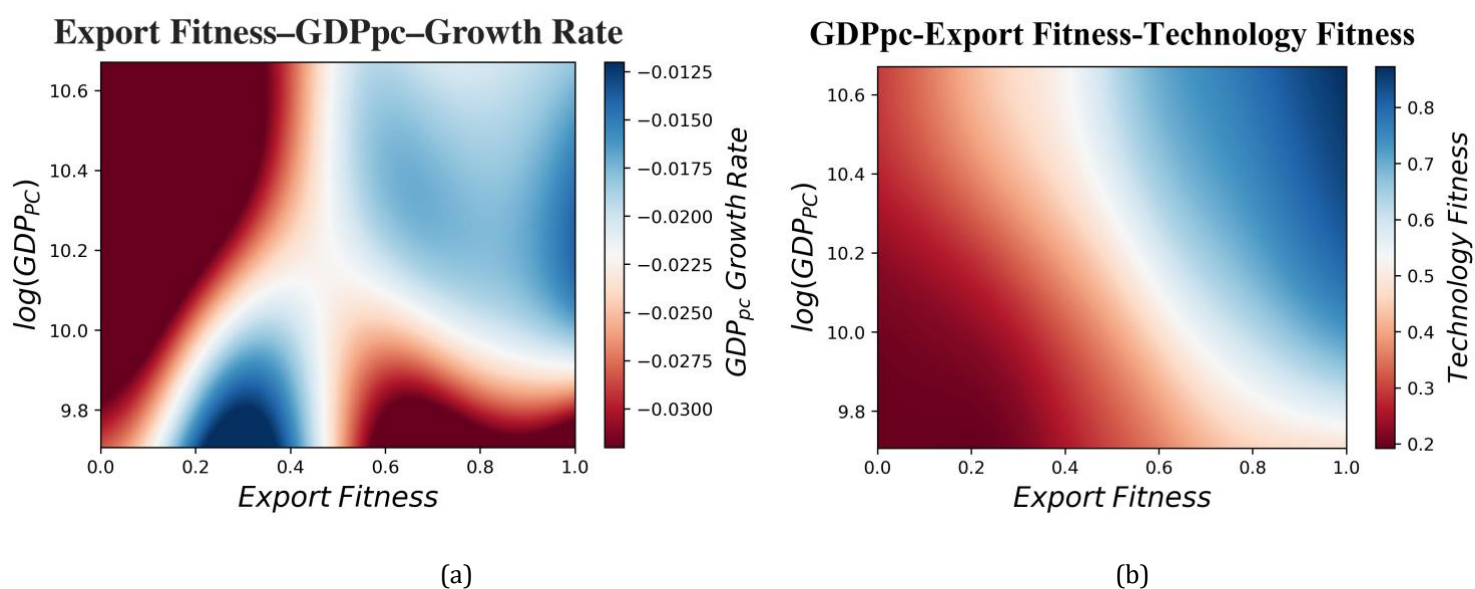 Export Fitness–GDPpc–Growth Rate
log(GDP_PC)
10.6
10.4
10.2
10.0
9.8
0.0 0.2 0.4 0.6 0.8 1.0
Export Fitness
−0.0125
−0.0150
−0.0175
−0.0200
−0.0225
−0.0250
−0.0275
−0.0300
GDP_pc Growth Rate
(a)
GDPpc-Export Fitness-Technology Fitness
log(GDP_PC)
10.6
10.4
10.2
10.0
9.8
0.0 0.2 0.4 0.6 0.8 1.0
Export Fitness
0.8
0.7
0.6
0.5
0.4
0.3
0.2
Technology Fitness
(b)